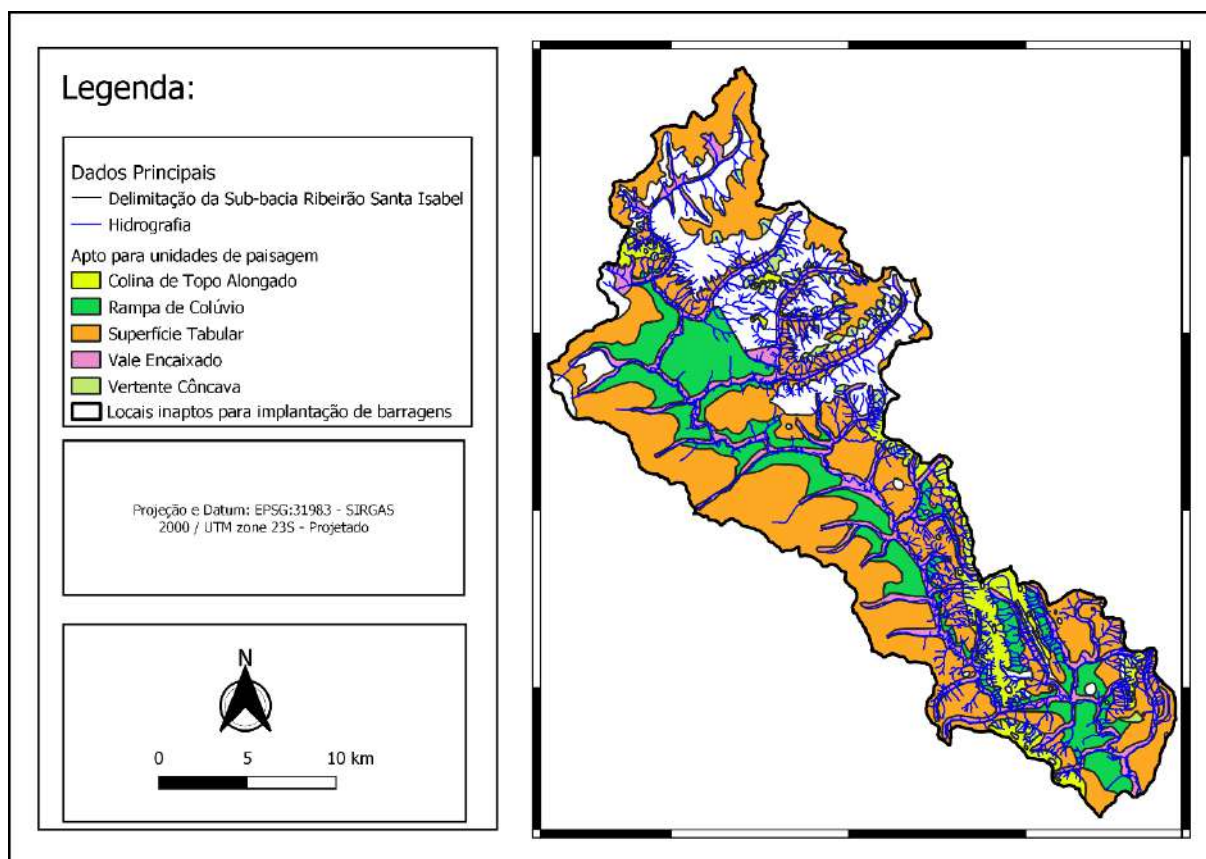 Legenda:
Dados Principais
Delimitação da Sub-bacia Ribeirão Santa Isabel
Hidrografia
Apto para unidades de paisagem
Colina de Topo Alongado
Rampa de Colúvio
Superfície Tabular
Vale Encaixado
Vertente Côncava
Locais inaptos para implantação de barragens
Projeção e Datum: EPSG:31983 - SIRGAS
2000 / UTM zone 23S - Projetado
N
0 5 10 km